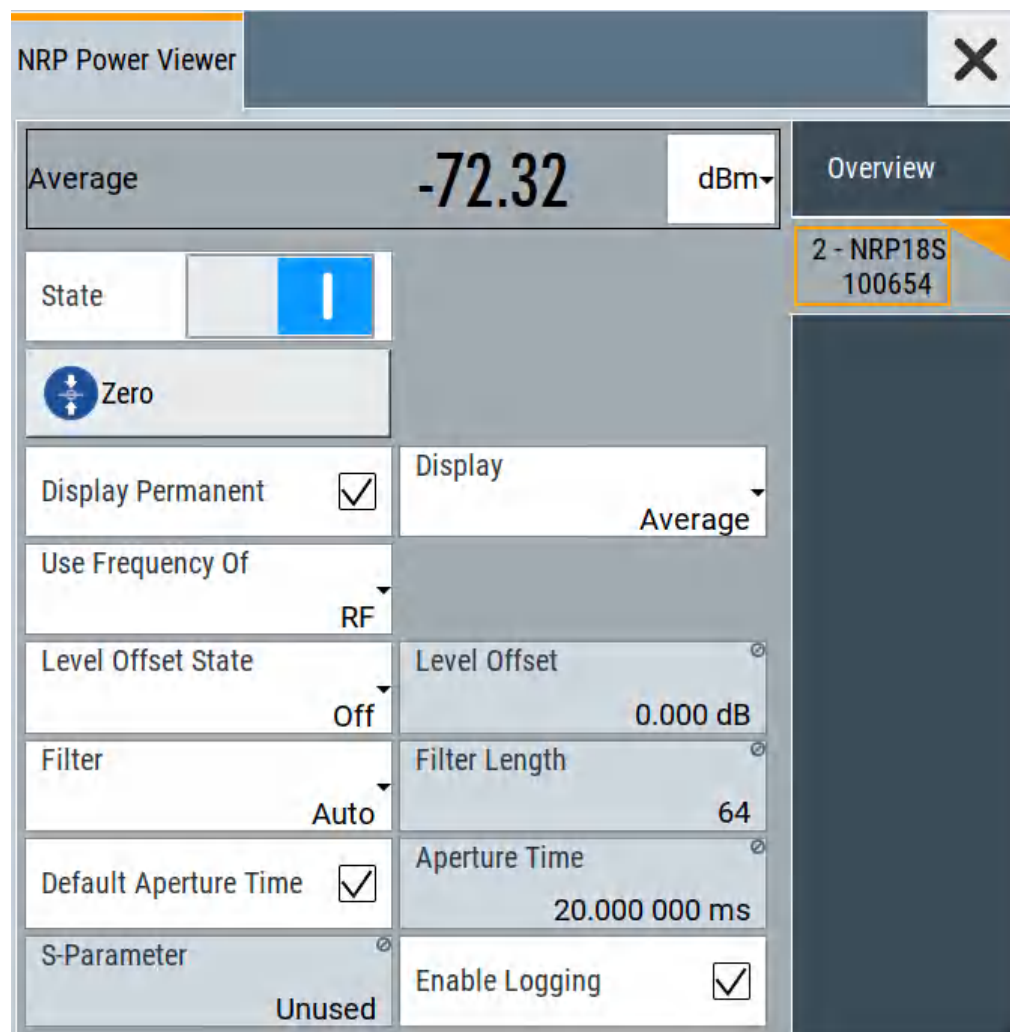 NRP Power Viewer
Average
-72.32
dBm
Overview
2 - NRP18S
100654
State
Zero
Display Permanent
Display
Average
Use Frequency Of
RF
Level Offset State
Off
Level Offset
0.000 dB
Filter
Auto
Filter Length
64
Default Aperture Time
Aperture Time
20.000 000 ms
S-Parameter
Unused
Enable Logging